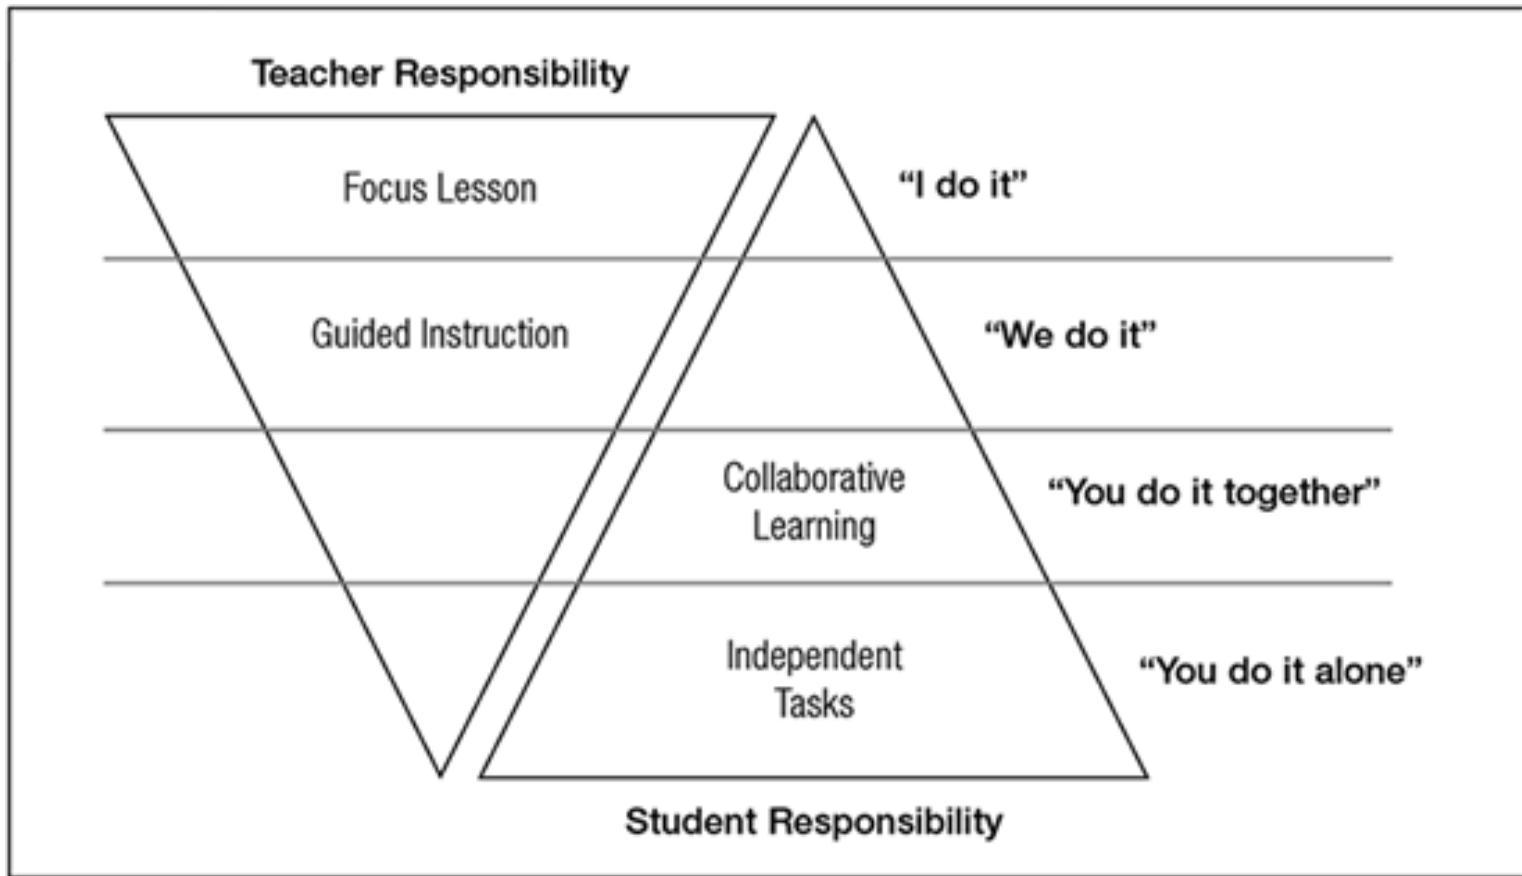 Teacher Responsibility
Focus Lesson
“I do it”
Guided Instruction
“We do it”
Collaborative
Learning
“You do it together”
Independent
Tasks
“You do it alone”
Student Responsibility